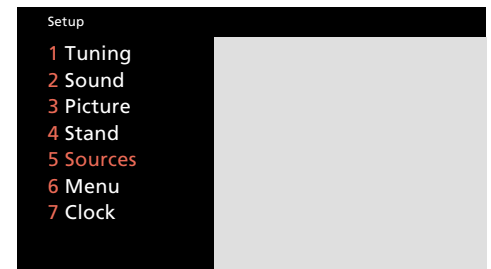 Setup
1 Tuning
2 Sound
3 Picture
4 Stand
5 Sources
6 Menu
7 Clock